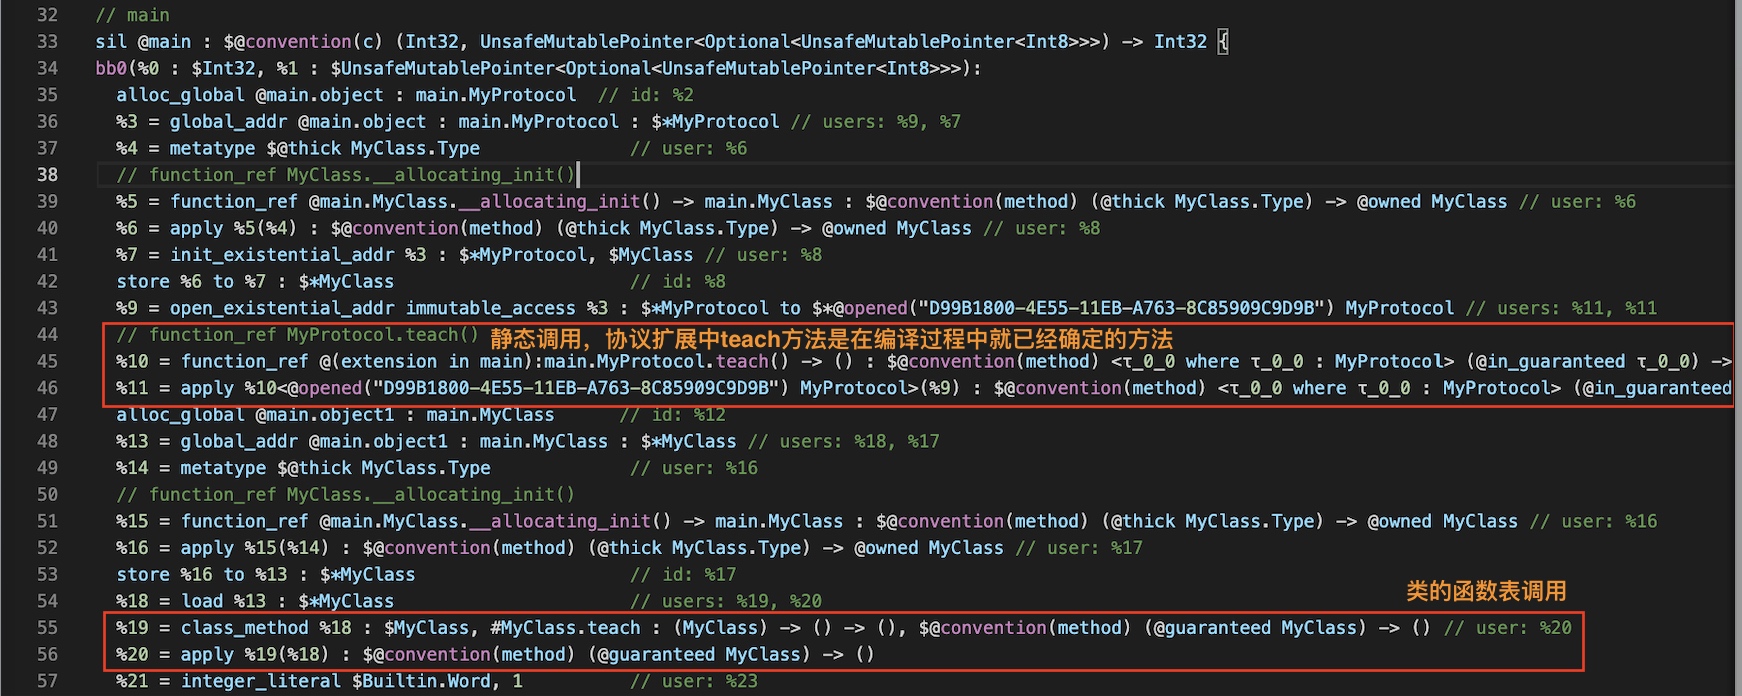 32 // main
33 sil @main : $@convention(c) (Int32, UnsafeMutablePointer<Optional<UnsafeMutablePointer<Int8>>>) -> Int32 {
34 bb0(%0 : $Int32, %1 : $UnsafeMutablePointer<Optional<UnsafeMutablePointer<Int8>>>):
35 alloc_global @main.object : main.MyProtocol // id: %2
36 %3 = global_addr @main.object : main.MyProtocol : $*MyProtocol // users: %9, %7
37 %4 = metatype $@thick MyClass.Type // user: %6
38 // function_ref MyClass.__allocating_init()
39 %5 = function_ref @main.MyClass.__allocating_init() -> main.MyClass : $@convention(method) (@thick MyClass.Type) -> @owned MyClass // user: %6
40 %6 = apply %5(%4) : $@convention(method) (@thick MyClass.Type) -> @owned MyClass // user: %8
41 %7 = init_existential_addr %3 : $*MyProtocol, $MyClass // user: %8
42 store %6 to %7 : $*MyClass // id: %8
43 %9 = open_existential_addr immutable_access %3 : $*MyProtocol to $*@opened("D99B1800-4E55-11EB-A763-8C85909C9D9B") MyProtocol // users: %11, %11
44 // function_ref MyProtocol.teach() 静态调用，协议扩展中teach方法是在编译过程中就已经确定的方法
45 %10 = function_ref @(extension in main):main.MyProtocol.teach() -> () : $@convention(method) <τ_0_0 where τ_0_0 : MyProtocol> (@in_guaranteed τ_0_0) ->
46 %11 = apply %10<@opened("D99B1800-4E55-11EB-A763-8C85909C9D9B") MyProtocol>(%9) : $@convention(method) <τ_0_0 where τ_0_0 : MyProtocol> (@in_guaranteed
47 alloc_global @main.object1 : main.MyClass // id: %12
48 %13 = global_addr @main.object1 : main.MyClass : $*MyClass // users: %18, %17
49 %14 = metatype $@thick MyClass.Type // user: %16
50 // function_ref MyClass.__allocating_init()
51 %15 = function_ref @main.MyClass.__allocating_init() -> main.MyClass : $@convention(method) (@thick MyClass.Type) -> @owned MyClass // user: %16
52 %16 = apply %15(%14) : $@convention(method) (@thick MyClass.Type) -> @owned MyClass // user: %17
53 store %16 to %13 : $*MyClass // id: %17
54 %18 = load %13 : $*MyClass // users: %19, %20
类的函数表调用
55 %19 = class_method %18 : $MyClass, #MyClass.teach : (MyClass) -> () -> (), $@convention(method) (@guaranteed MyClass) -> () // user: %20
56 %20 = apply %19(%18) : $@convention(method) (@guaranteed MyClass) -> ()
57 %21 = integer_literal $Builtin.Word, 1 // user: %23